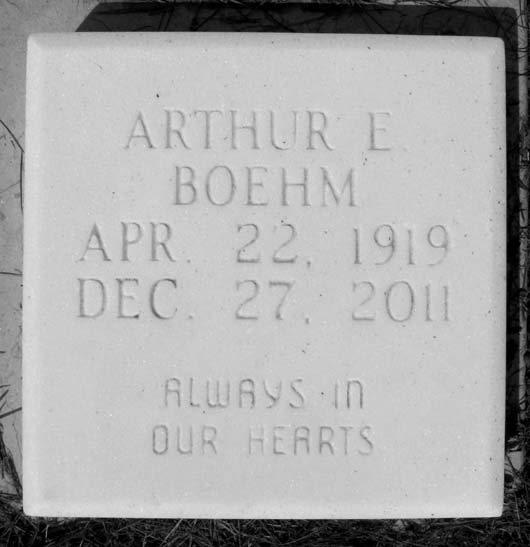 ARTHUR E.
BOEHM
APR. 22, 1919
DEC. 27, 2011
ALWAYS IN
OUR HEARTS